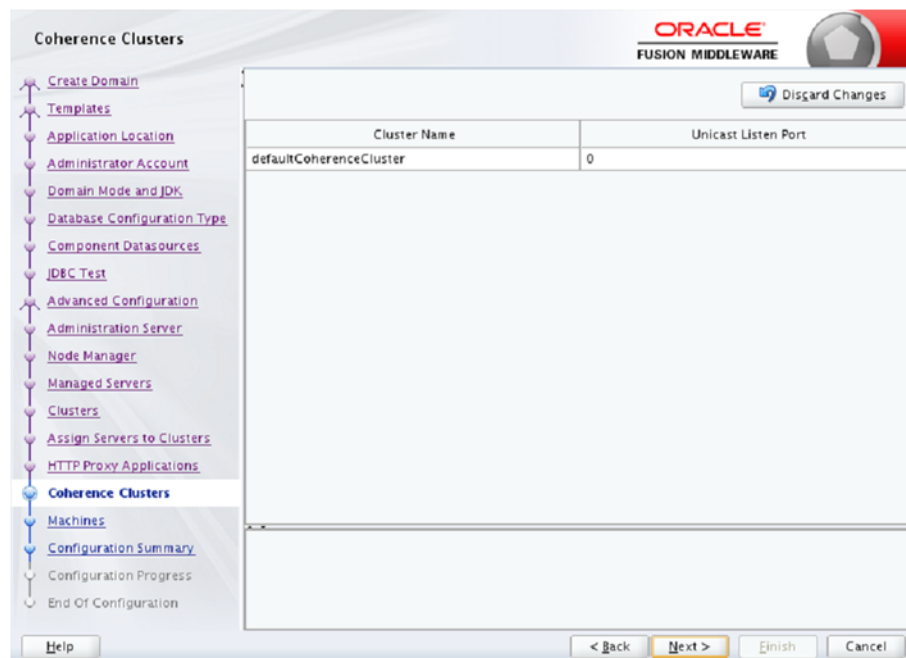 Coherence Clusters
ORACLE
FUSION MIDDLEWARE
Create Domain
Templates
Application Location
Administrator Account
Domain Mode and JDK
Database Configuration Type
Component Datasources
JDBC Test
Advanced Configuration
Administration Server
Node Manager
Managed Servers
Clusters
Assign Servers to Clusters
HTTP Proxy Applications
Coherence Clusters
Machines
Configuration Summary
Configuration Progress
End Of Configuration
Discard Changes
Cluster Name Unicast Listen Port
defaultCoherenceCluster 0
Help < Back Next > Finish Cancel